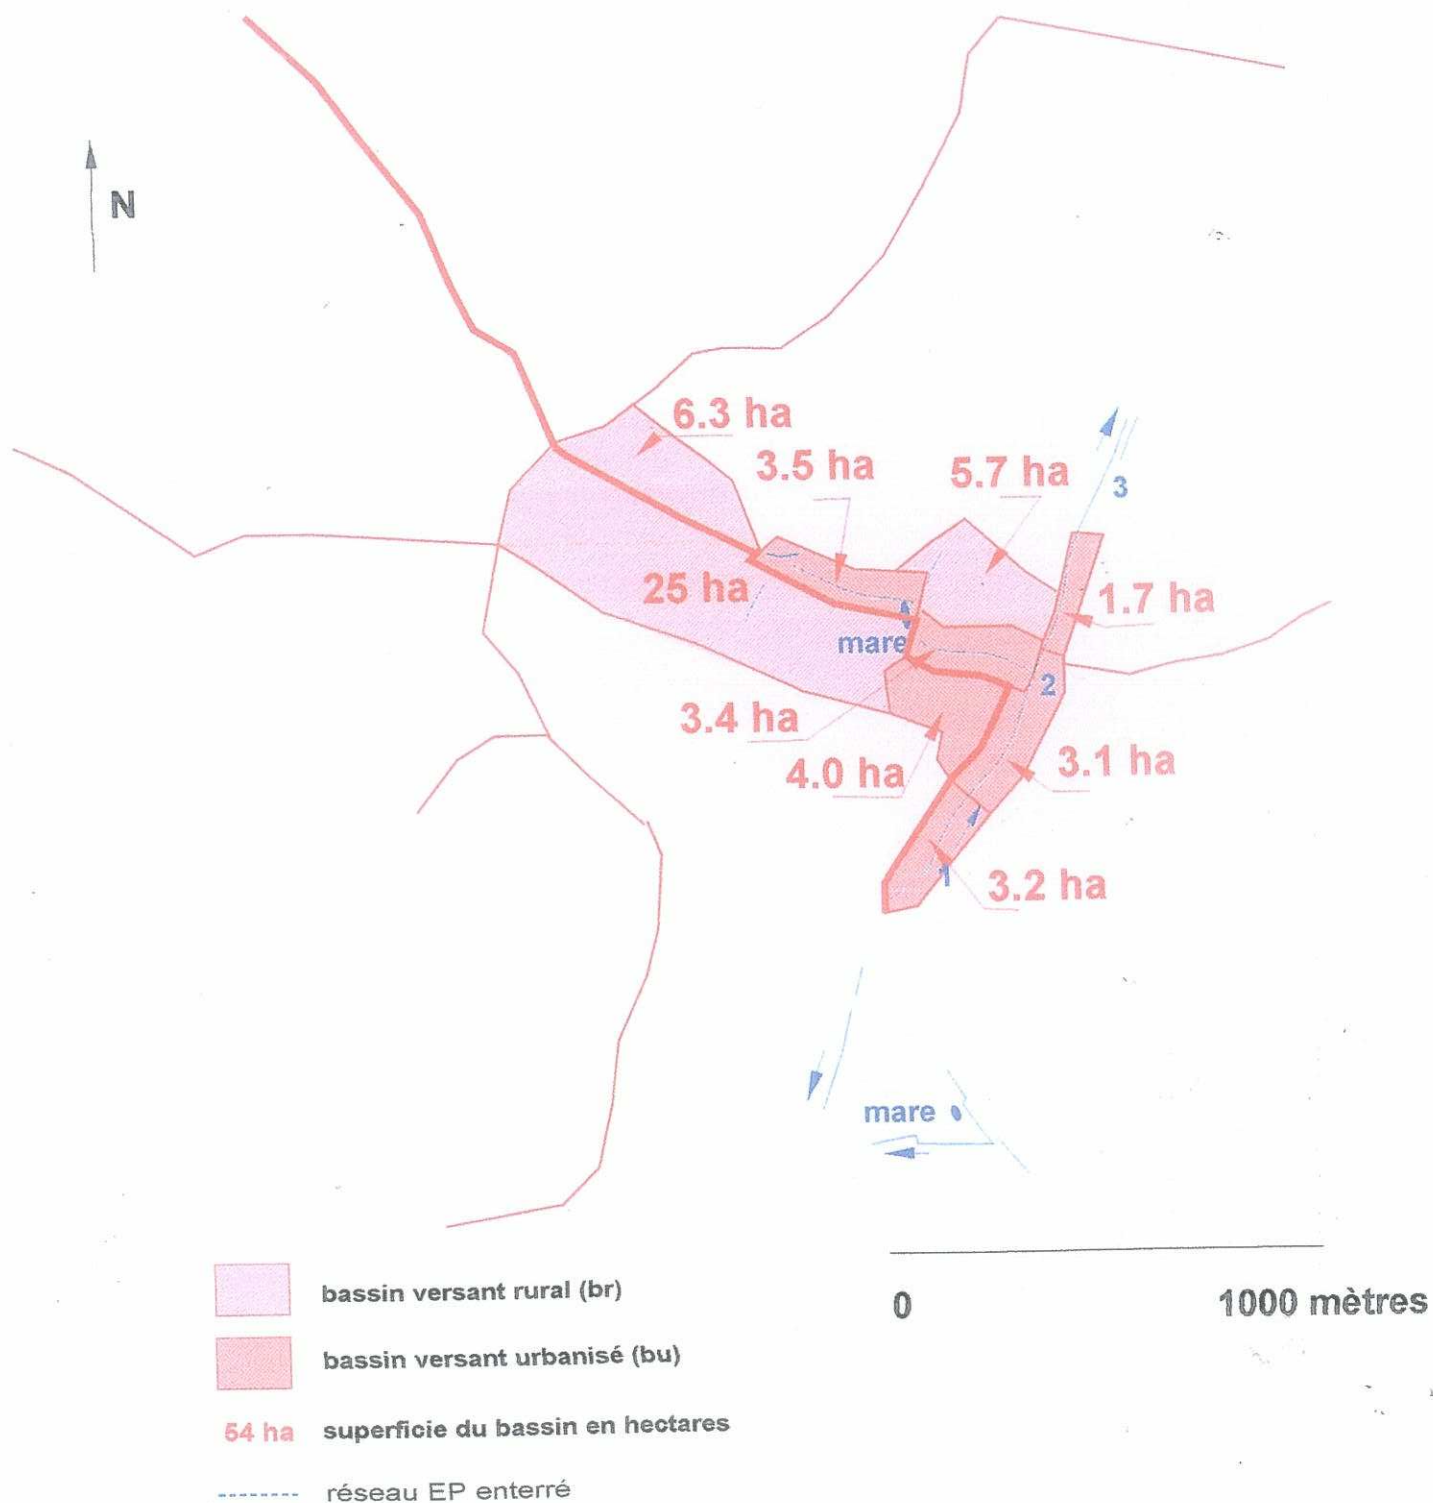 N
6.3 ha
3.5 ha
5.7 ha
3
25 ha
1.7 ha
mare
2
3.4 ha
4.0 ha
3.1 ha
1
3.2 ha
mare
0
1000 mètres
bassin versant rural (br)
bassin versant urbanisé (bu)
54 ha superficie du bassin en hectares
réseau EP enterré